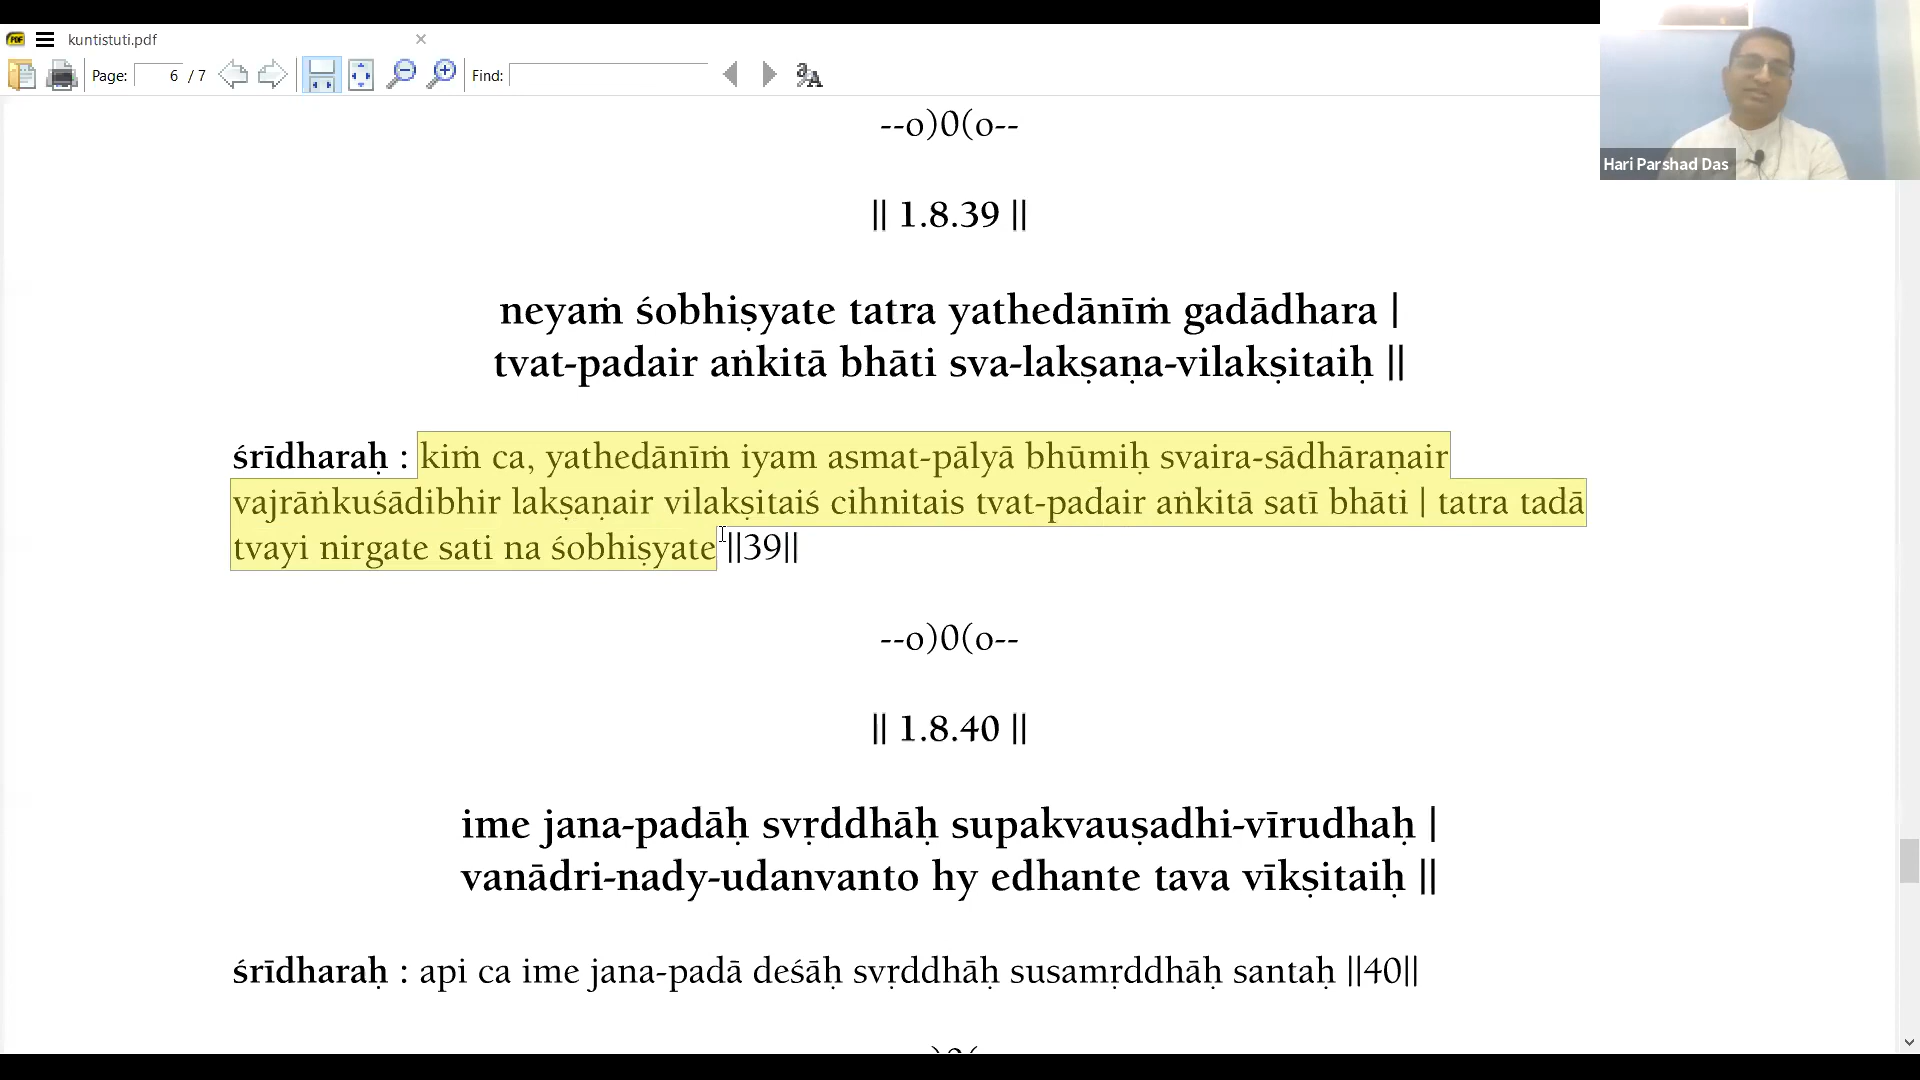 kuntistuti.pdf
Page: 6 / 7 Find:
Hari Parshad Das
--o)0(o--
|| 1.8.39 ||
neyaṁ śobhiṣyate tatra yathedānīṁ gadādhara |
tvat-padair aṅkitā bhāti sva-lakṣaṇa-vilakṣitaiḥ ||
śrīdharaḥ : kiṁ ca, yathedānīṁ iyam asmat-pālyā bhūmiḥ svaira-sādhāraṇair
vajrāṅkuśādibhir lakṣaṇair vilakṣitaiś cihnitais tvat-padair aṅkitā satī bhāti | tatra tadā
tvayi nirgate sati na śobhiṣyate ||39||
--o)0(o--
|| 1.8.40 ||
ime jana-padāḥ svṛddhāḥ supakvauṣadhi-vīrudhaḥ |
vanādri-nady-udanvanto hy edhante tava vīkṣitaiḥ ||
śrīdharaḥ : api ca ime jana-padā deśāḥ svṛddhāḥ susamṛddhāḥ santaḥ ||40||